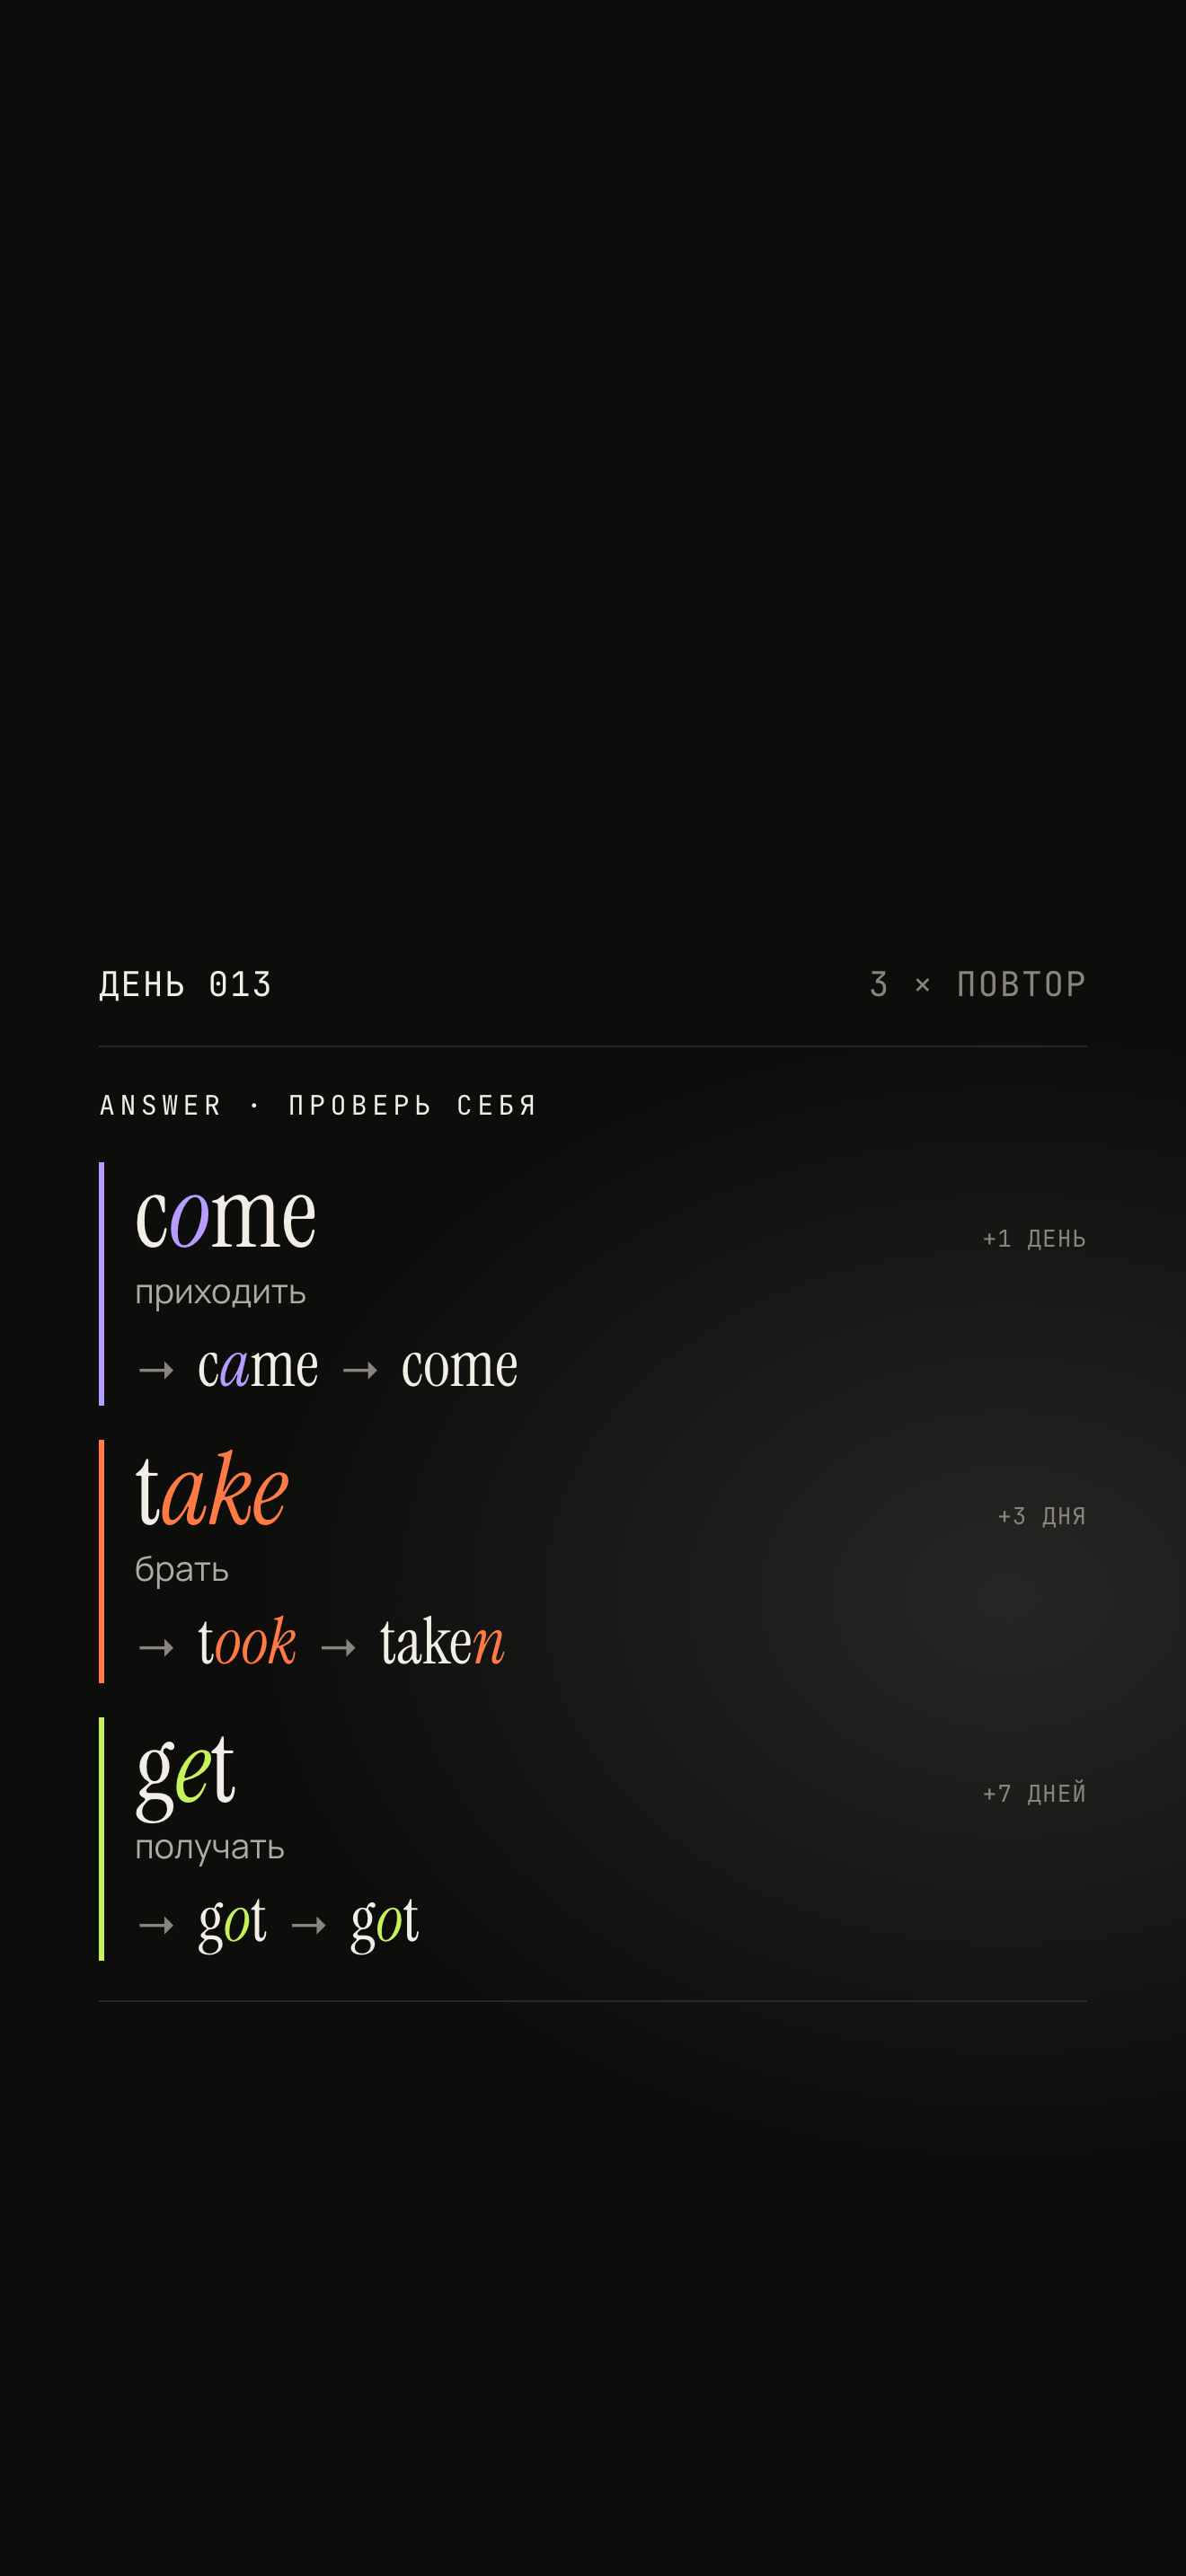 ДЕНЬ 013
3 × ПОВТОР
ANSWER · ПРОВЕРЬ СЕБЯ
come
+1 ДЕНЬ
приходить
→ came → come
take
+3 ДНЯ
брать
→ took → taken
get
+7 ДНЕЙ
получать
→ got → got